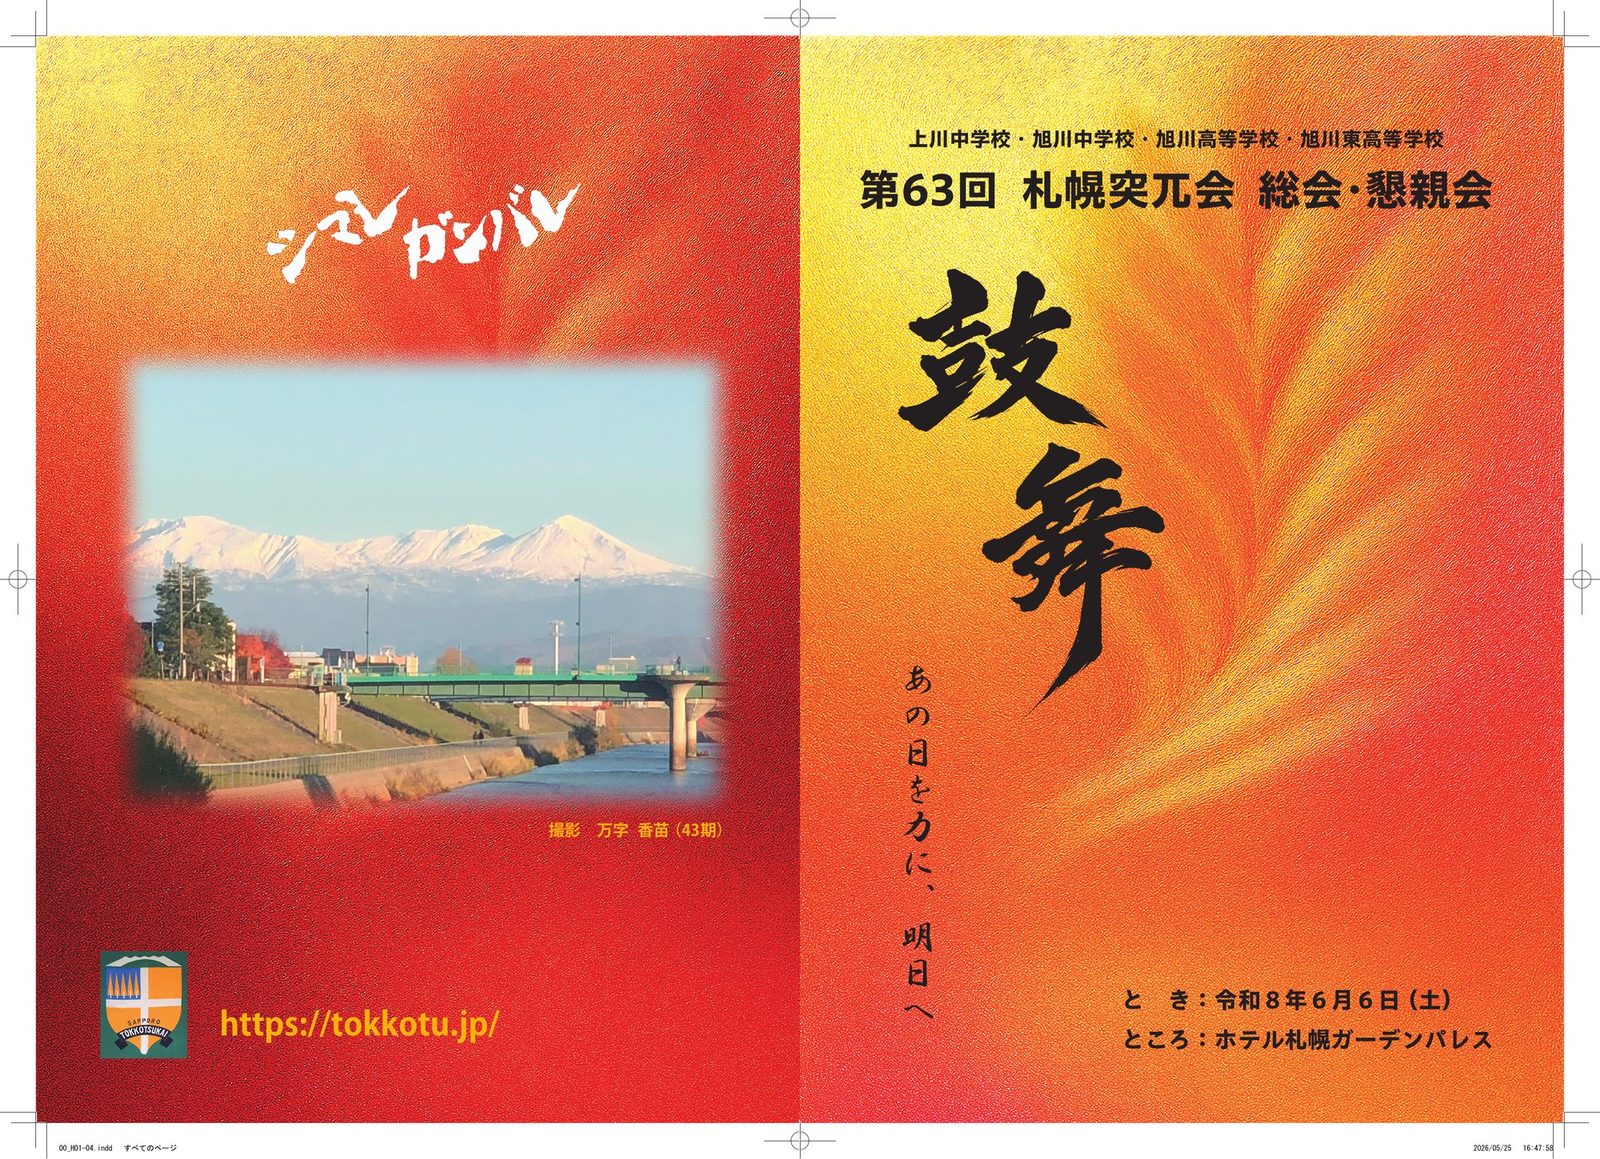 シマレ ガンバレ
撮影　万字 香苗（43期）
SAPPORO
TOKKOTSUKAI
https://tokkotu.jp/
上川中学校・旭川中学校・旭川高等学校・旭川東高等学校
第63回 札幌突兀会 総会・懇親会
鼓舞
あの日を力に、明日へ
と　き：令和８年６月６日（土）
ところ：ホテル札幌ガーデンパレス
00_H01-04.indd　すべてのページ
2026/05/25　16:47:58